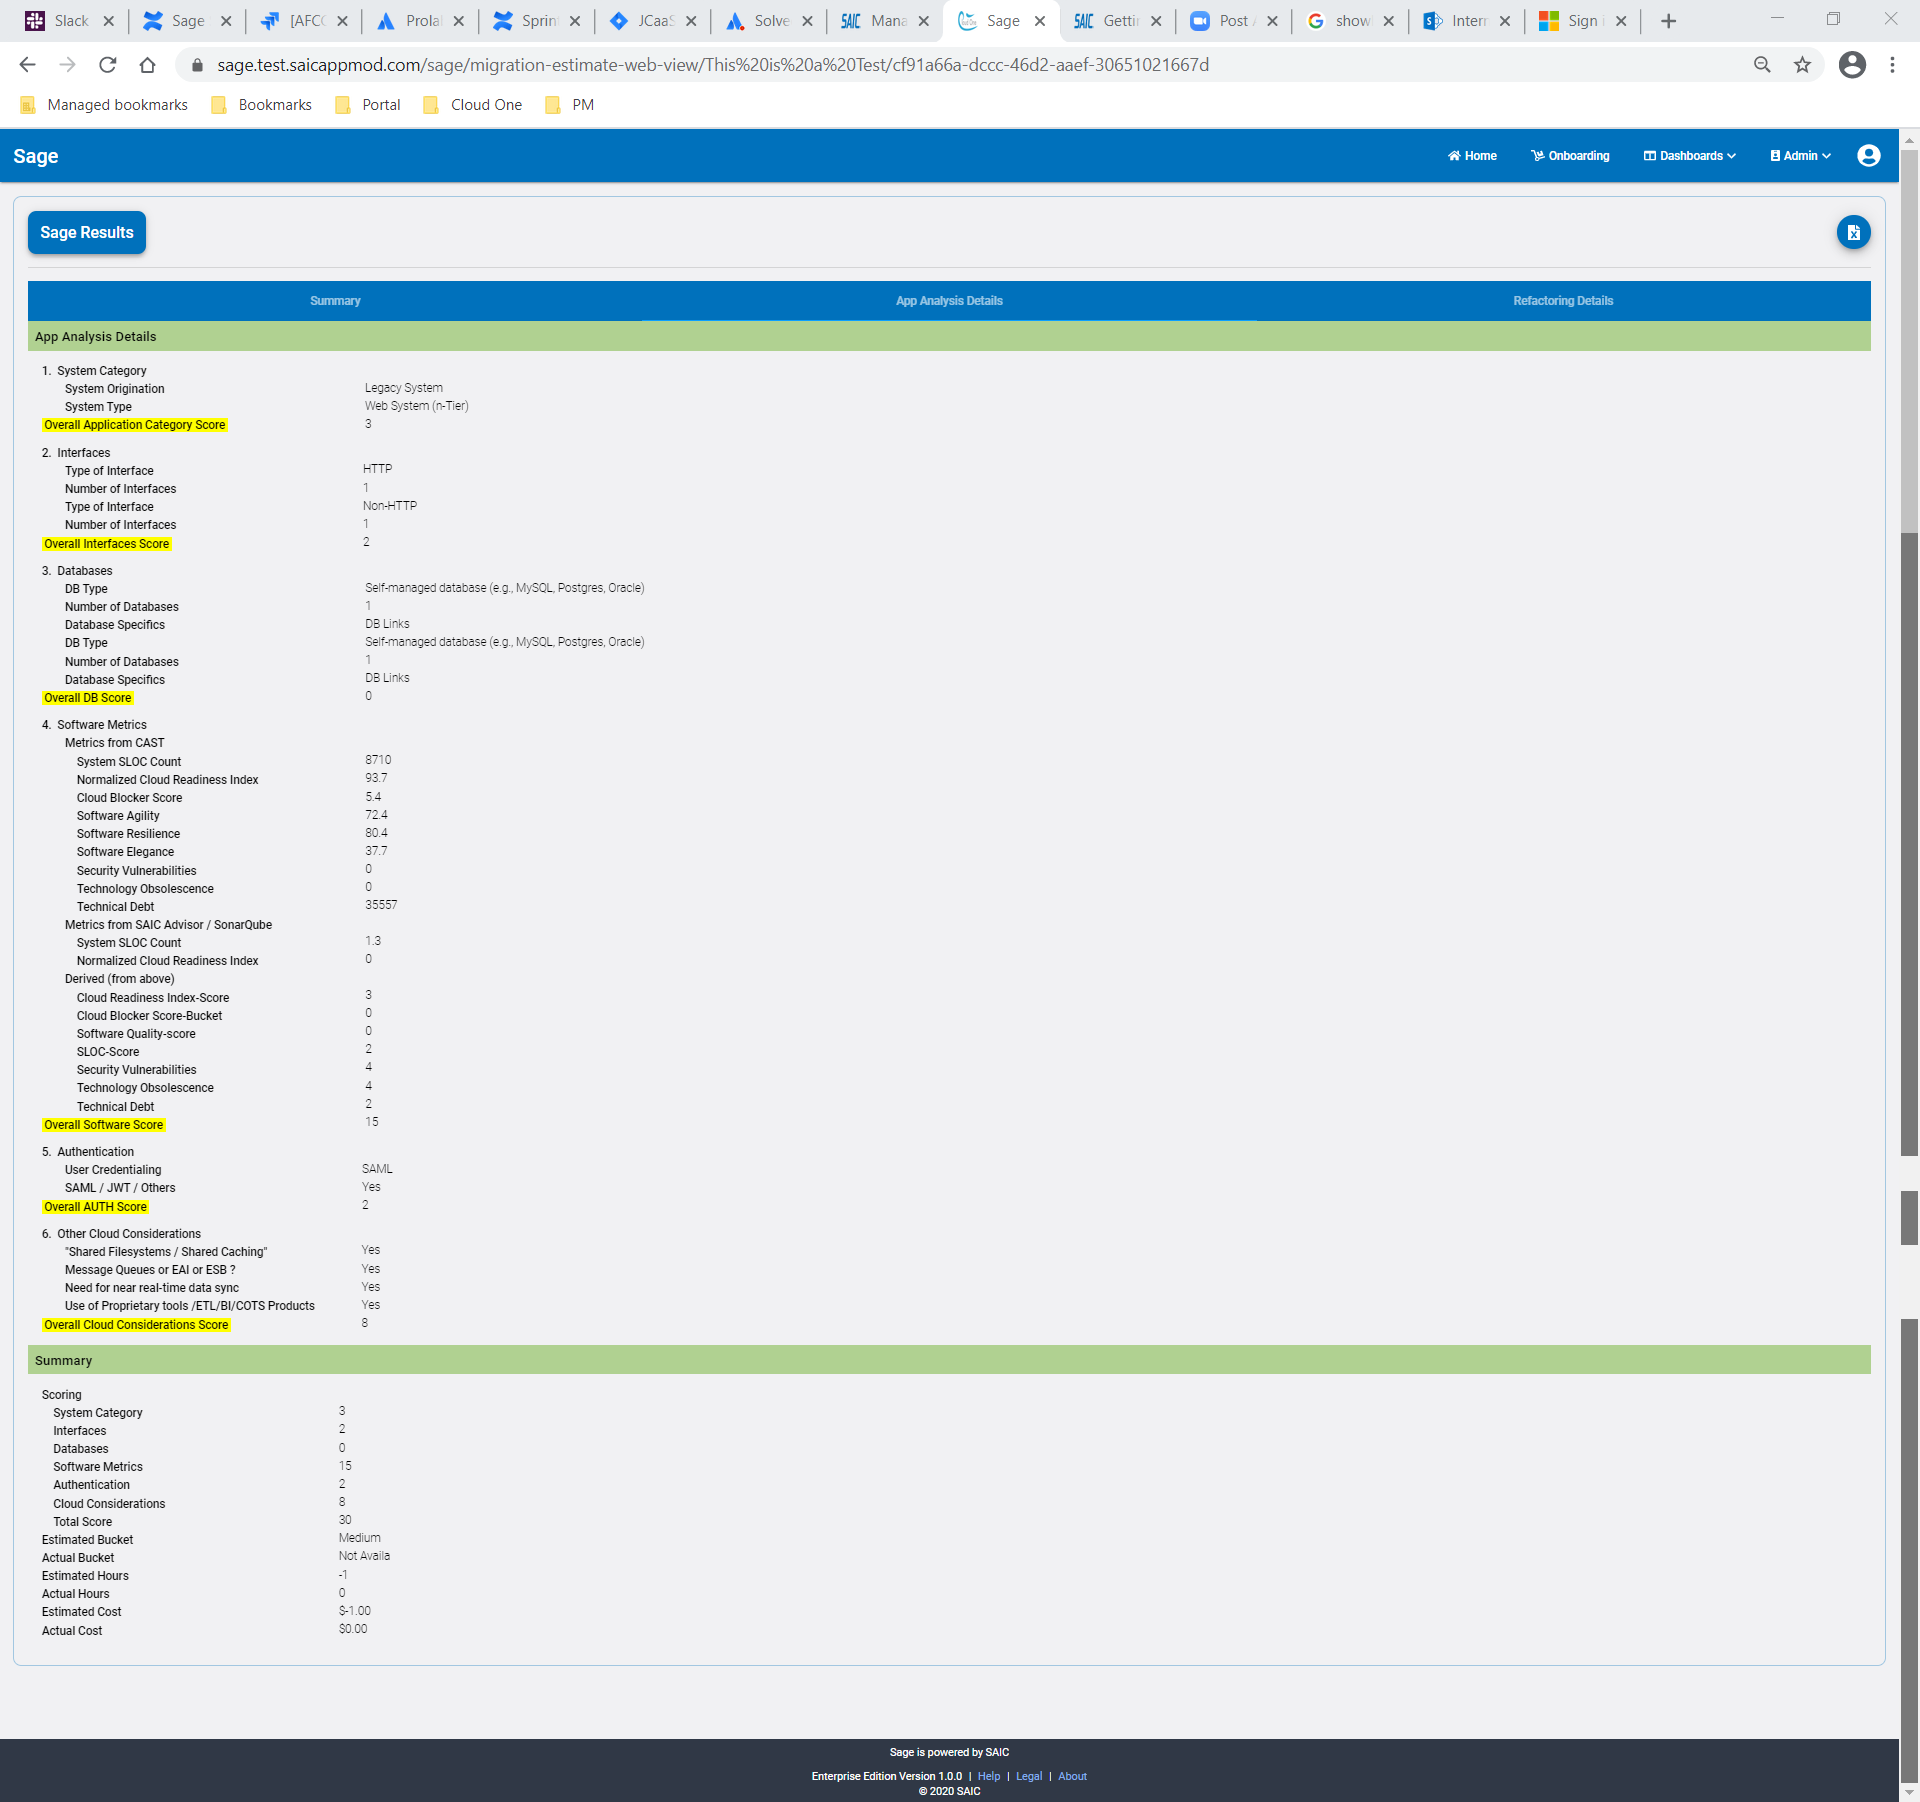 Slack
Sage
[AFC
Prola
Sprin
JCaaS
Solve
SAIC Mana
Sage
SAIC Getti
Post
G show
Intern
Sign i
sage.test.saicappmod.com/sage/migration-estimate-web-view/This%20is%20a%20Test/cf91a66a-dccc-46d2-aaef-30651021667d
Managed bookmarks Bookmarks Portal Cloud One PM
Sage Home Onboarding Dashboards Admin
Sage Results
Summary App Analysis Details Refactoring Details
App Analysis Details
1. System Category
System Origination Legacy System
System Type Web System (n-Tier)
Overall Application Category Score 3
2. Interfaces
Type of Interface HTTP
Number of Interfaces 1
Type of Interface Non-HTTP
Number of Interfaces 1
Overall Interfaces Score 2
3. Databases
DB Type Self-managed database (e.g., MySQL, Postgres, Oracle)
Number of Databases 1
Database Specifics DB Links
DB Type Self-managed database (e.g., MySQL, Postgres, Oracle)
Number of Databases 1
Database Specifics DB Links
Overall DB Score 0
4. Software Metrics
Metrics from CAST
System SLOC Count 8710
Normalized Cloud Readiness Index 93.7
Cloud Blocker Score 5.4
Software Agility 72.4
Software Resilience 80.4
Software Elegance 37.7
Security Vulnerabilities 0
Technology Obsolescence 0
Technical Debt 35557
Metrics from SAIC Advisor / SonarQube
System SLOC Count 1.3
Normalized Cloud Readiness Index 0
Derived (from above)
Cloud Readiness Index-Score 3
Cloud Blocker Score-Bucket 0
Software Quality-score 0
SLOC-Score 2
Security Vulnerabilities 4
Technology Obsolescence 4
Technical Debt 2
Overall Software Score 15
5. Authentication
User Credentialing SAML
SAML / JWT / Others Yes
Overall AUTH Score 2
6. Other Cloud Considerations
"Shared Filesystems / Shared Caching" Yes
Message Queues or EAI or ESB ? Yes
Need for near real-time data sync Yes
Use of Proprietary tools /ETL/BI/COTS Products Yes
Overall Cloud Considerations Score 8
Summary
Scoring
System Category 3
Interfaces 2
Databases 0
Software Metrics 15
Authentication 2
Cloud Considerations 8
Total Score 30
Estimated Bucket Medium
Actual Bucket Not Availa
Estimated Hours -1
Actual Hours 0
Estimated Cost $-1.00
Actual Cost $0.00
Sage is powered by SAIC
Enterprise Edition Version 1.0.0 | Help | Legal | About
© 2020 SAIC